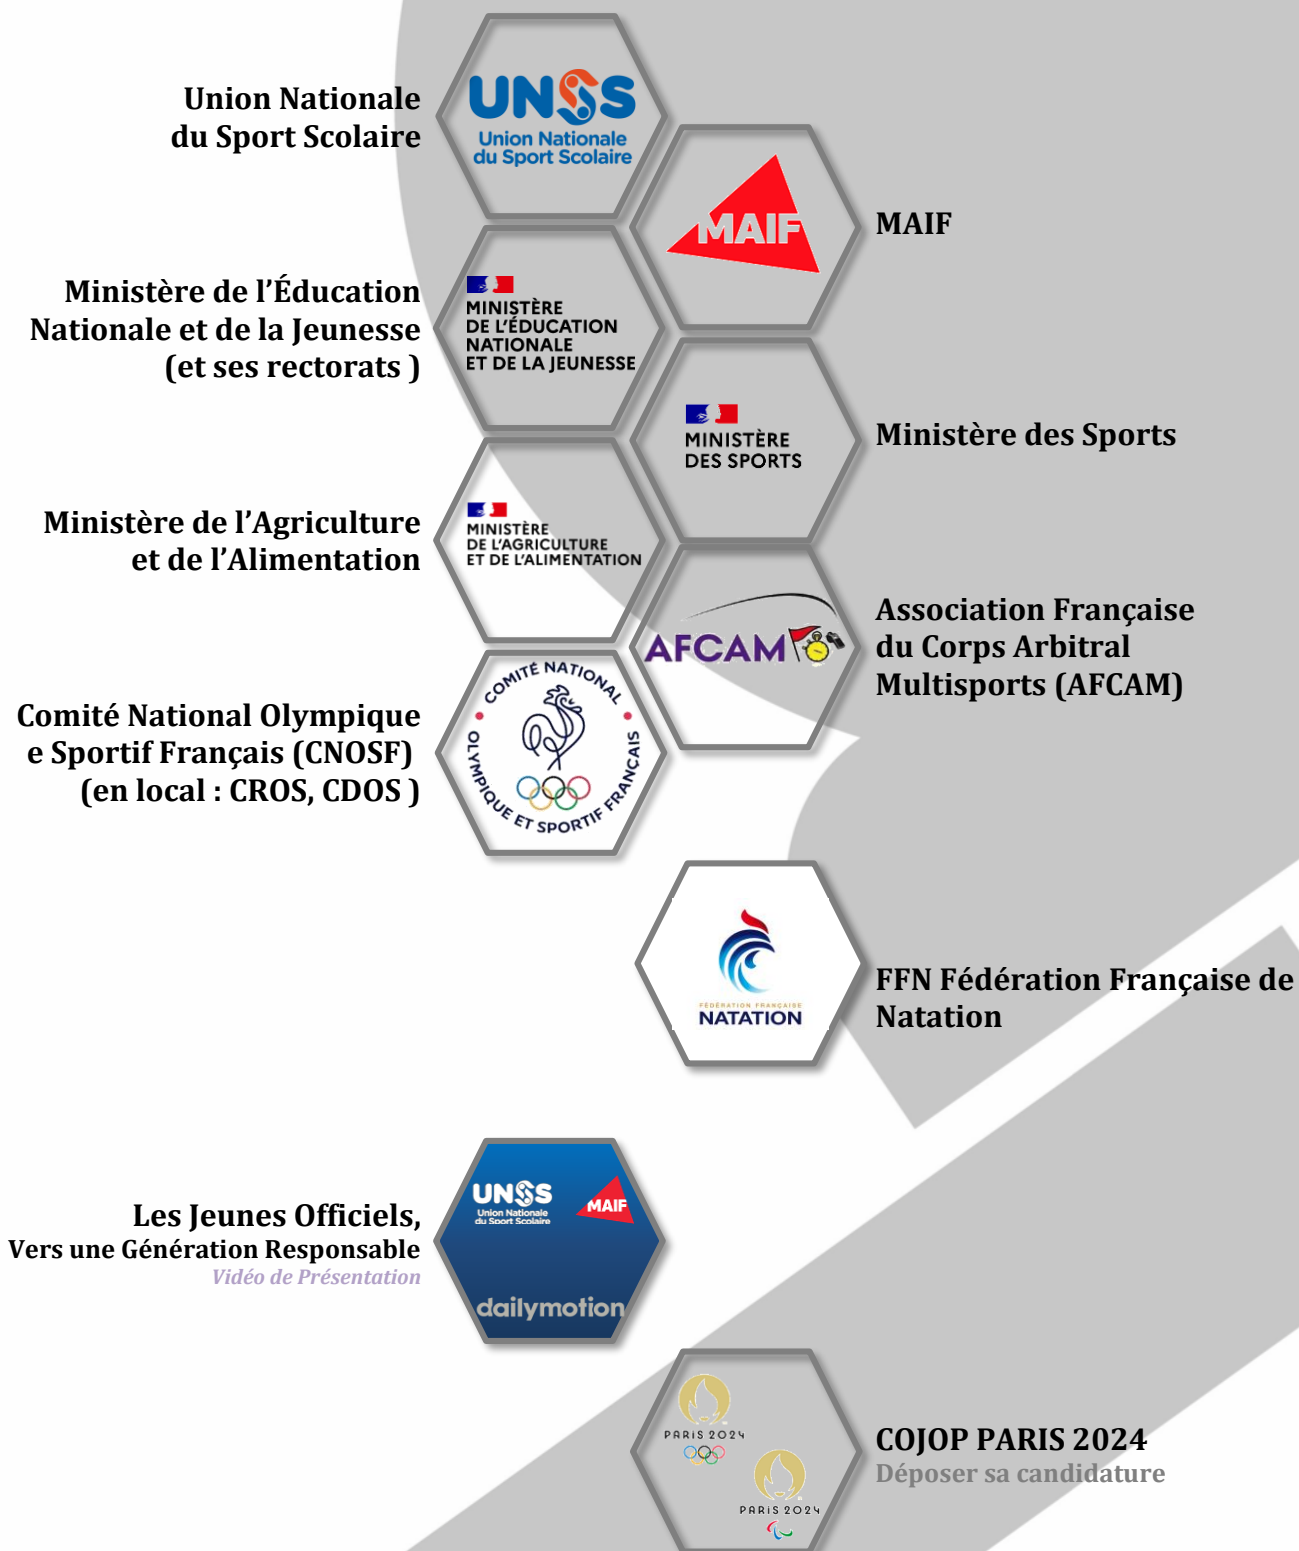 Union Nationale
du Sport Scolaire
UNSS
Union Nationale
du Sport Scolaire
MAIF
MAIF
Ministère de l’Éducation
Nationale et de la Jeunesse
(et ses rectorats )
MINISTÈRE
DE L'ÉDUCATION
NATIONALE
ET DE LA JEUNESSE
MINISTÈRE
DES SPORTS
Ministère des Sports
Ministère de l’Agriculture
et de l’Alimentation
MINISTÈRE
DE L'AGRICULTURE
ET DE L'ALIMENTATION
AFCAM
Association Française
du Corps Arbitral
Multisports (AFCAM)
Comité National Olympique
e Sportif Français (CNOSF)
(en local : CROS, CDOS )
COMITÉ NATIONAL
OLYMPIQUE ET SPORTIF FRANÇAIS
FÉDÉRATION FRANÇAISE
NATATION
FFN Fédération Française de
Natation
Les Jeunes Officiels,
Vers une Génération Responsable
Vidéo de Présentation
UNSS
Union Nationale
du Sport Scolaire
MAIF
dailymotion
PARIS 2024
PARIS 2024
COJOP PARIS 2024
Déposer sa candidature